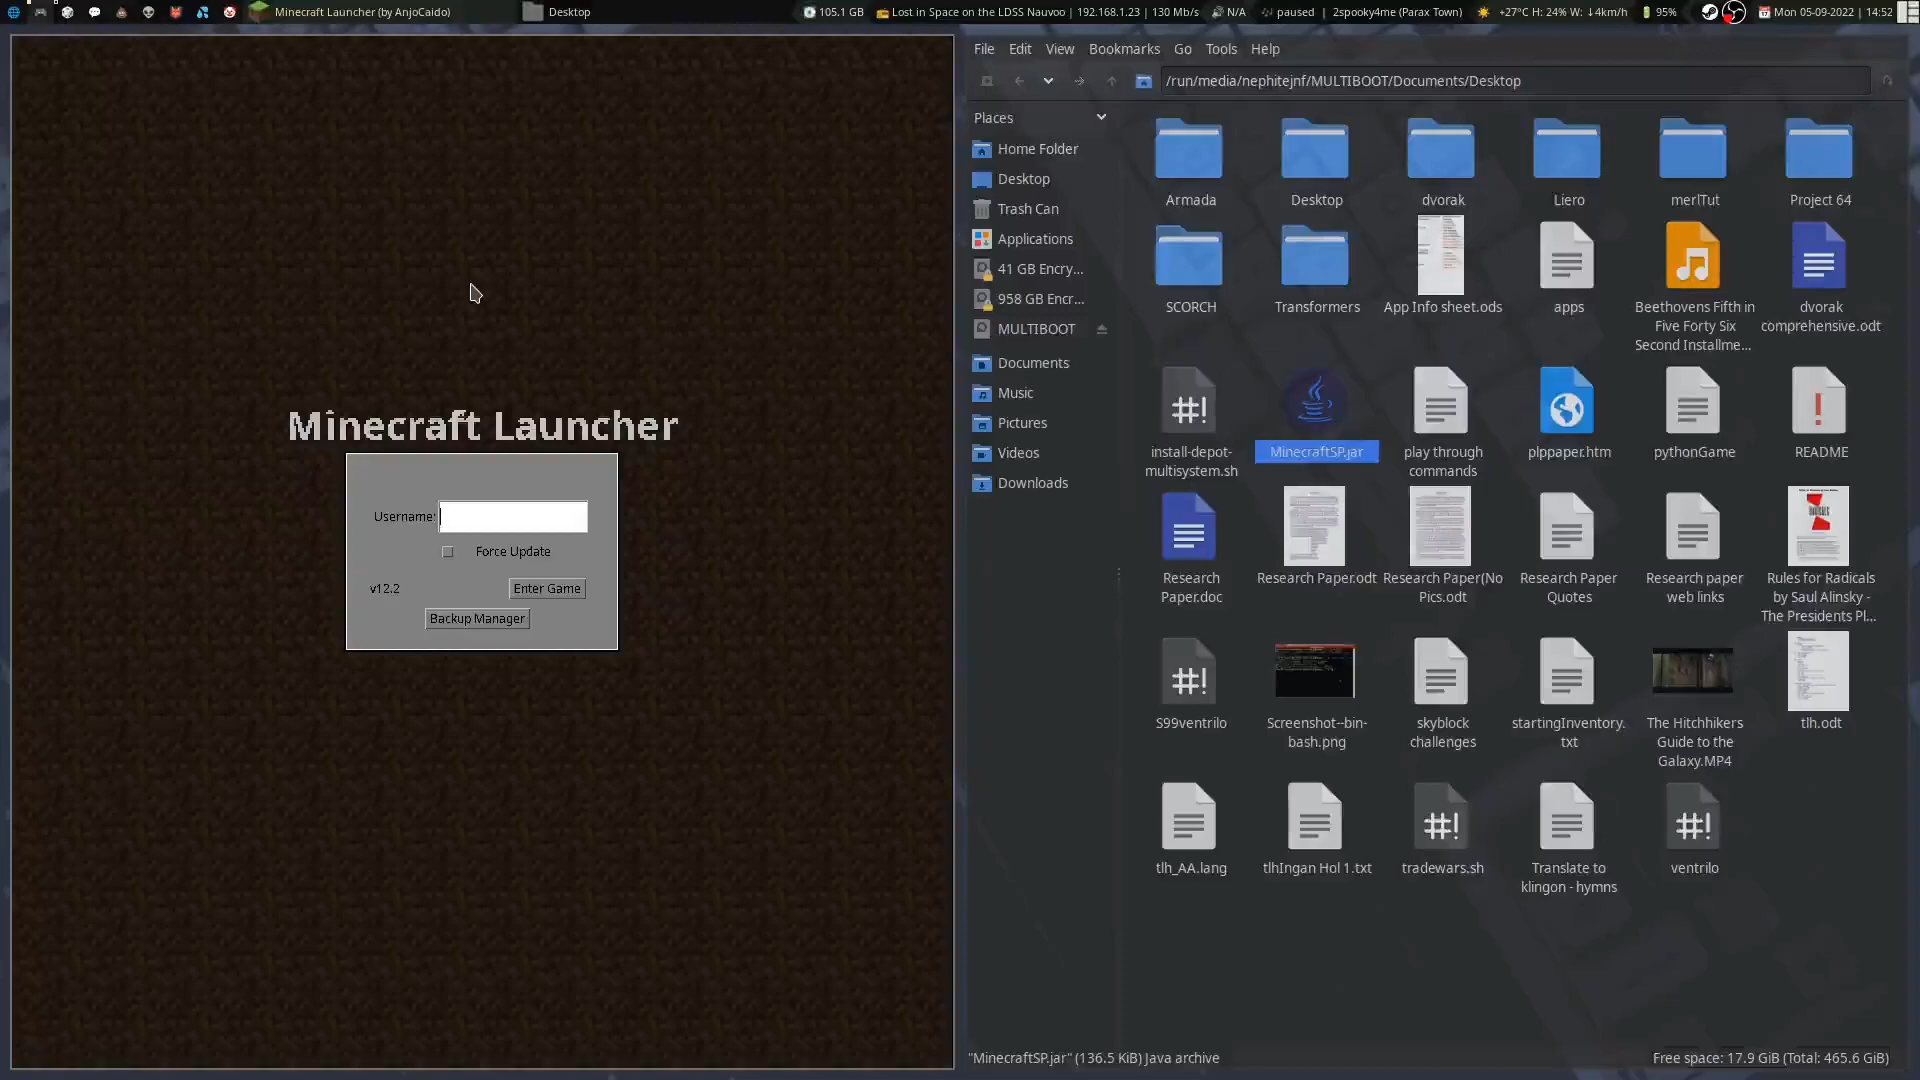 Minecraft Launcher (by AnjoCaido)
Desktop
105.1 GB
Lost in Space on the LDSS Nauvoo | 192.168.1.23 | 130 Mb/s
N/A
paused | 2spooky4me (Parax Town)
+27°C H: 24% W: ↓4km/h
95%
Mon 05-09-2022 | 14:52
Minecraft Launcher
Username:
Force Update
v12.2
Enter Game
Backup Manager
File Edit View Bookmarks Go Tools Help
/run/media/nephitejnf/MULTIBOOT/Documents/Desktop
Places
Home Folder
Desktop
Trash Can
Applications
41 GB Encry...
958 GB Encr...
MULTIBOOT
Documents
Music
Pictures
Videos
Downloads
Armada
Desktop
dvorak
Liero
merlTut
Project 64
SCORCH
Transformers
App Info sheet.ods
apps
Beethovens Fifth in
Five Forty Six
Second Installme...
dvorak
comprehensive.odt
#!
install-depot-
multisystem.sh
MinecraftSP.jar
play through
commands
plppaper.htm
pythonGame
!
README
Research
Paper.doc
Research Paper.odt
Research Paper(No
Pics.odt
Research Paper
Quotes
Research paper
web links
Rules for Radicals
by Saul Alinsky -
The Presidents Pl...
#!
S99ventrilo
Screenshot--bin-
bash.png
skyblock
challenges
startingInventory.
txt
The Hitchhikers
Guide to the
Galaxy.MP4
tlh.odt
tlh_AA.lang
tlhIngan Hol 1.txt
#!
tradewars.sh
Translate to
klingon - hymns
#!
ventrilo
"MinecraftSP.jar" (136.5 KiB) Java archive
Free space: 17.9 GiB (Total: 465.6 GiB)